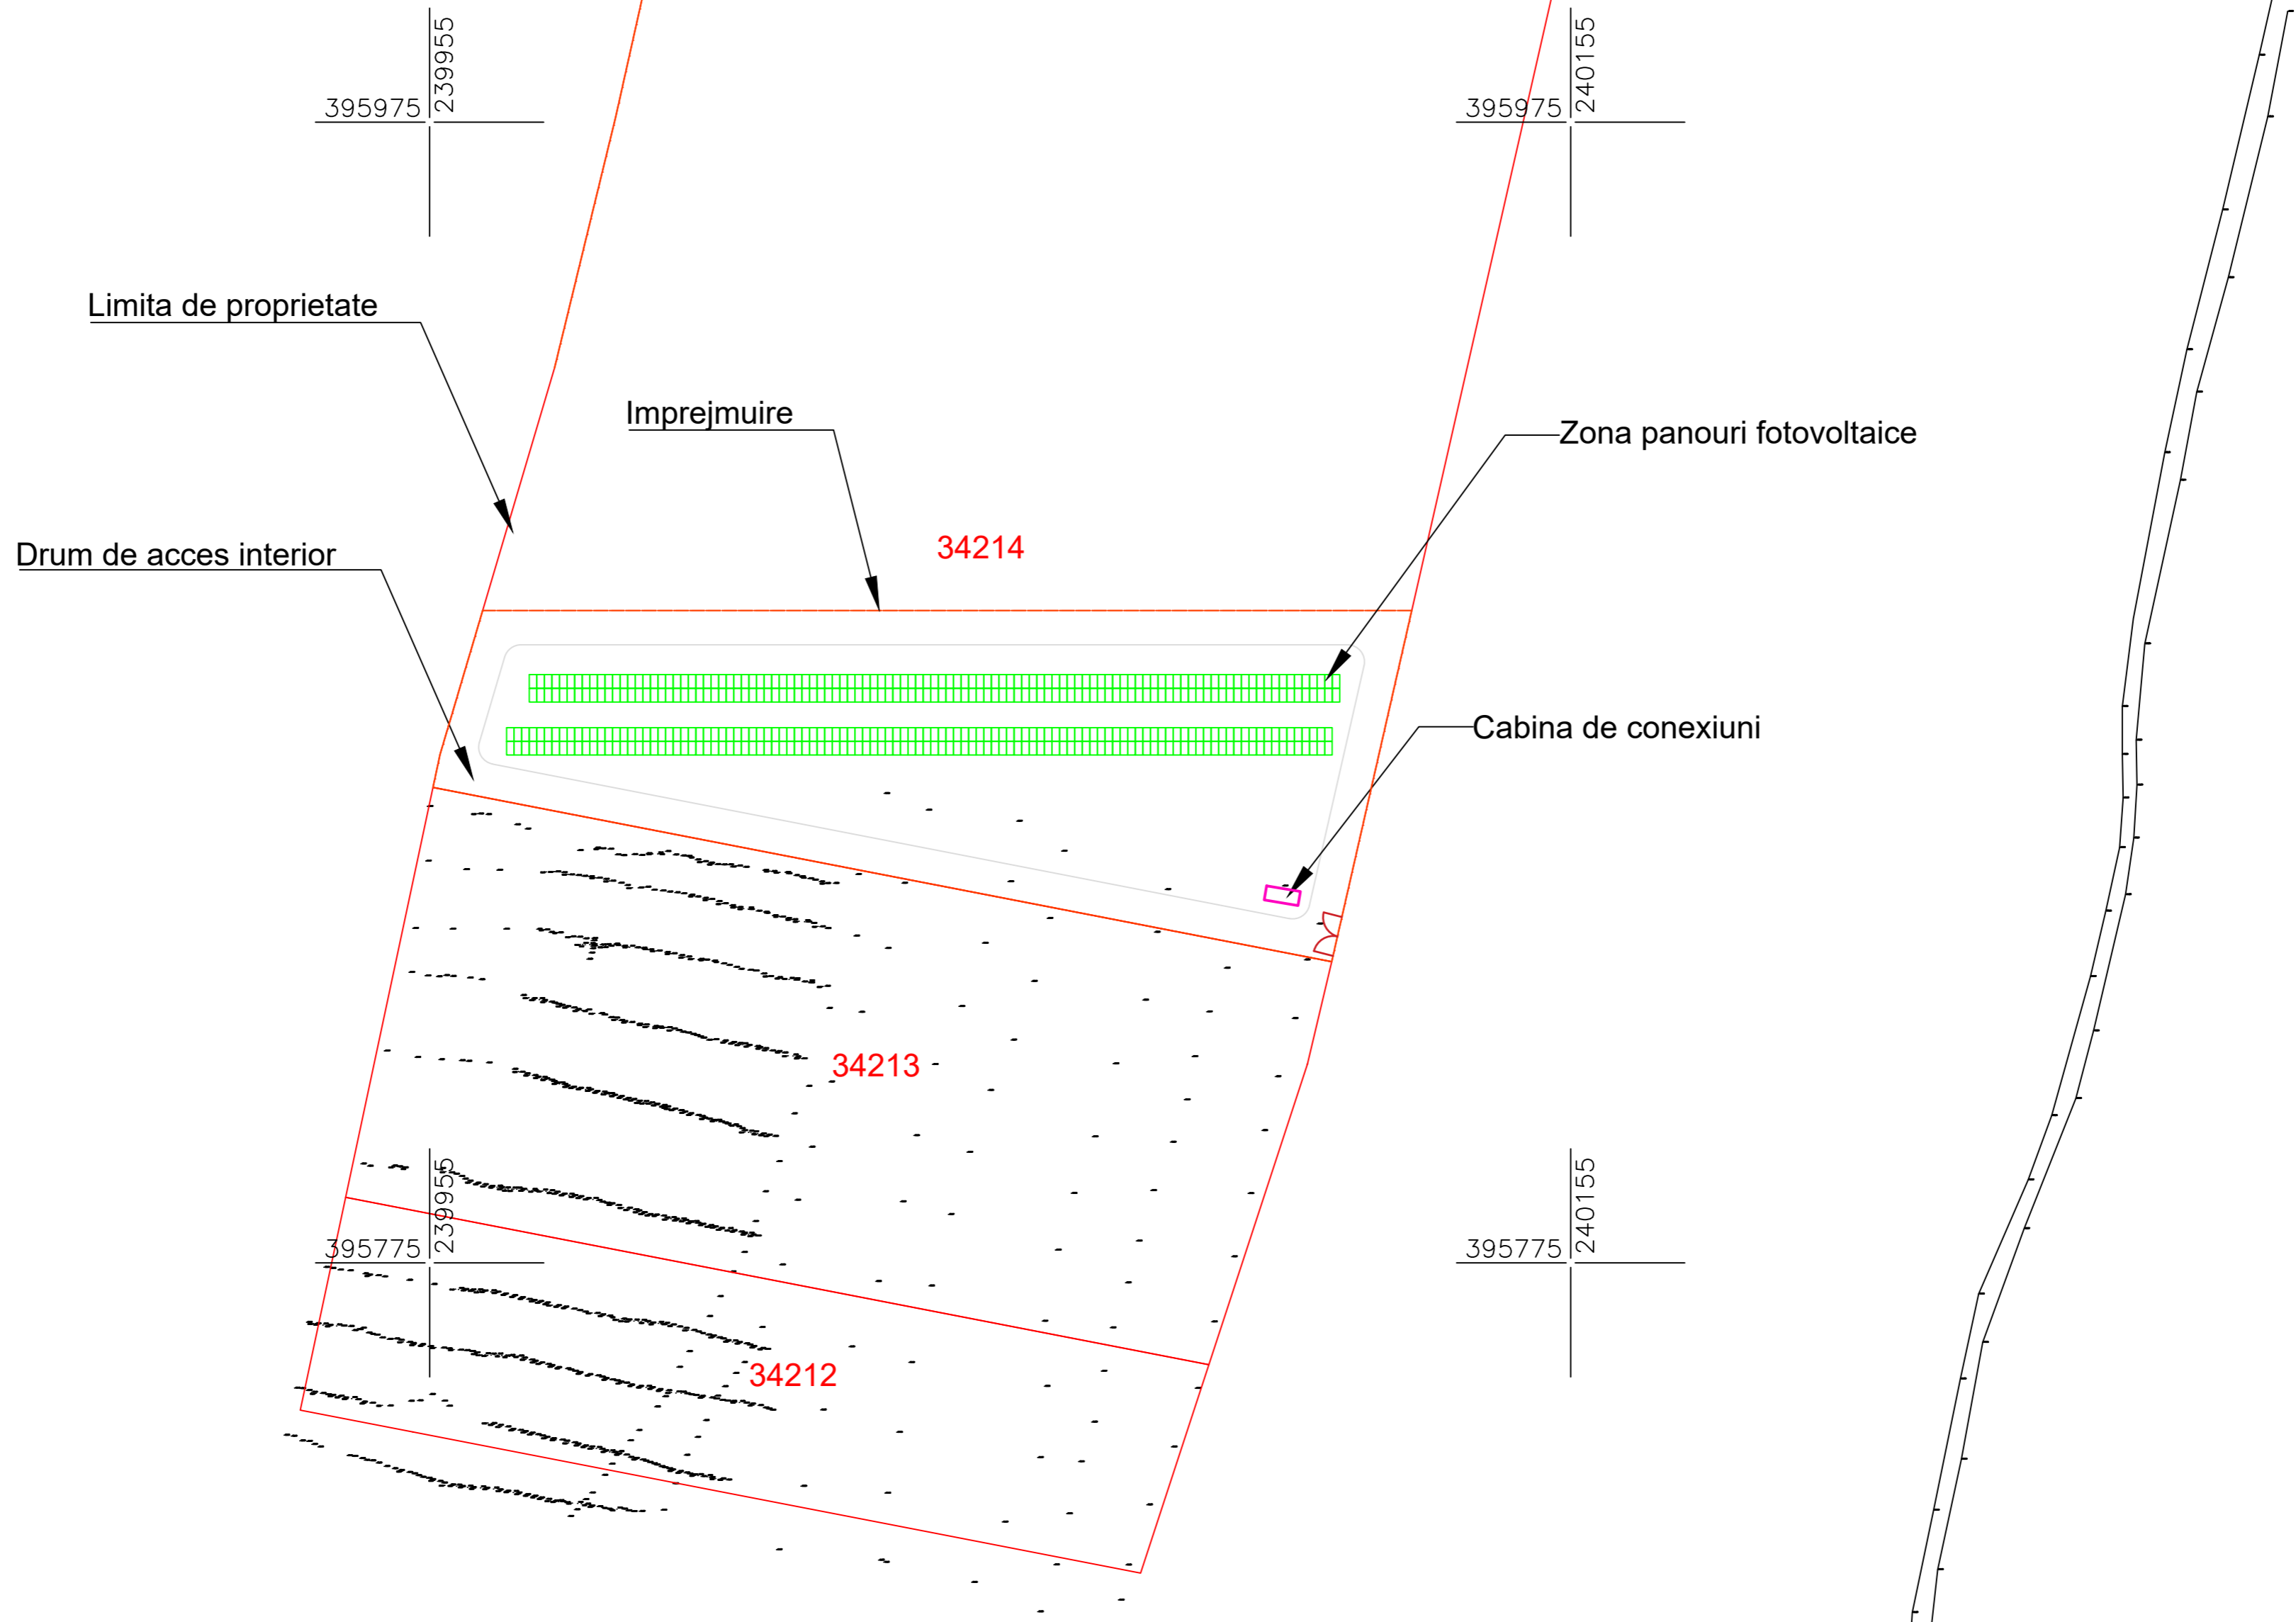 239955
395975
240155
395975
Limita de proprietate
Imprejmuire
Zona panouri fotovoltaice
34214
Drum de acces interior
Cabina de conexiuni
34213
239955
395775
240155
395775
34212